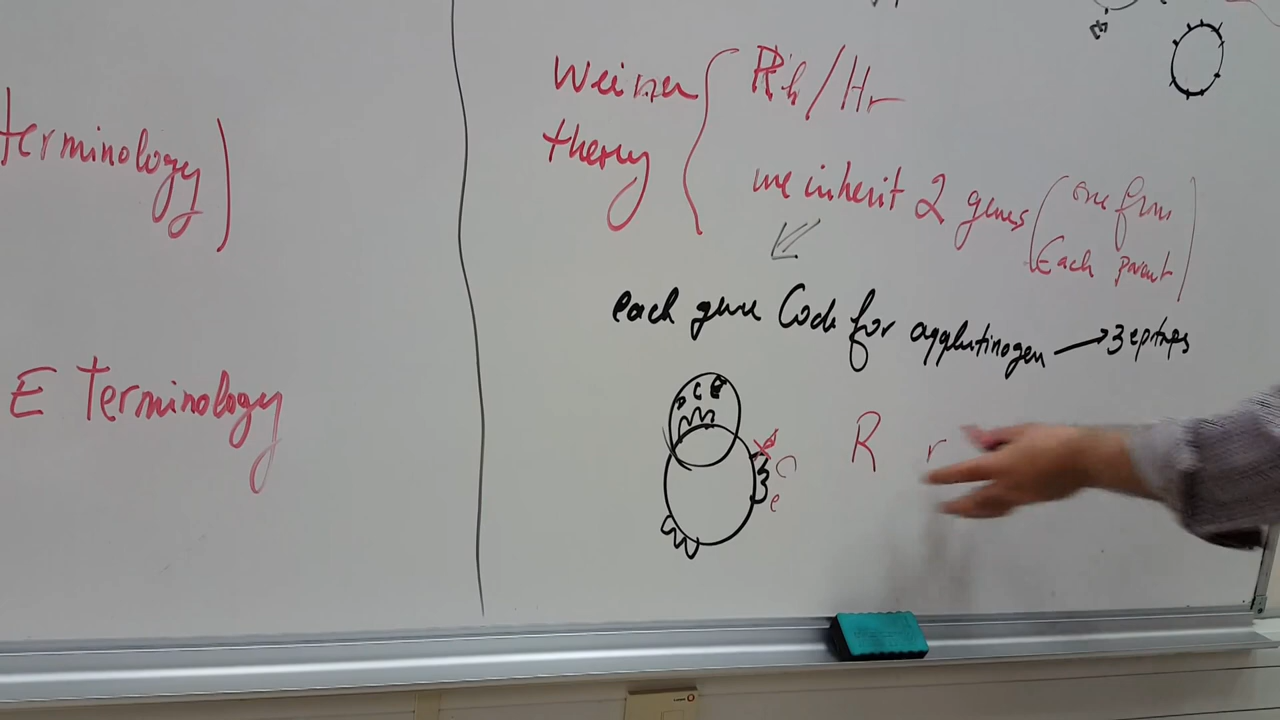 terminology)
E terminology
Weiner
theory
Rh/Hr
we inherit 2 genes (one from
Each parent)
each gene Code for agglutinogen → 3 epitops
D C E
C
e
R r